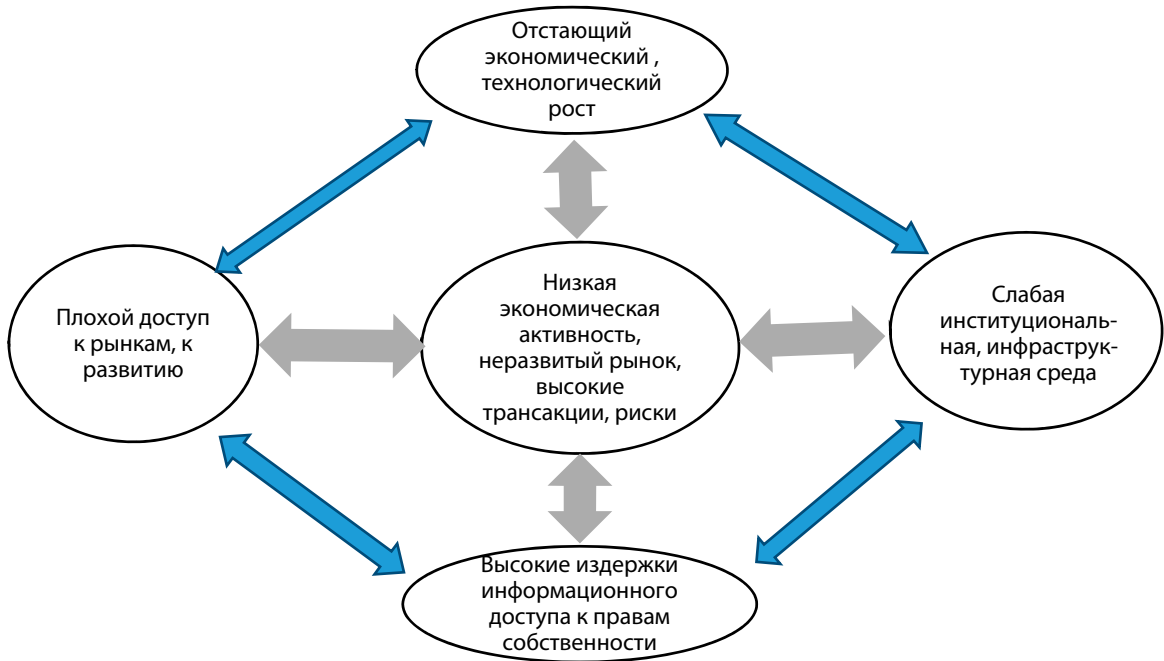 Отстающий
экономический ,
технологический
рост
Плохой доступ
к рынкам, к
развитию
Низкая
экономическая
активность,
неразвитый рынок,
высокие
трансакции, риски
Слабая
институциональ-
ная, инфраструк-
турная среда
Высокие издержки
информационного
доступа к правам
собственности